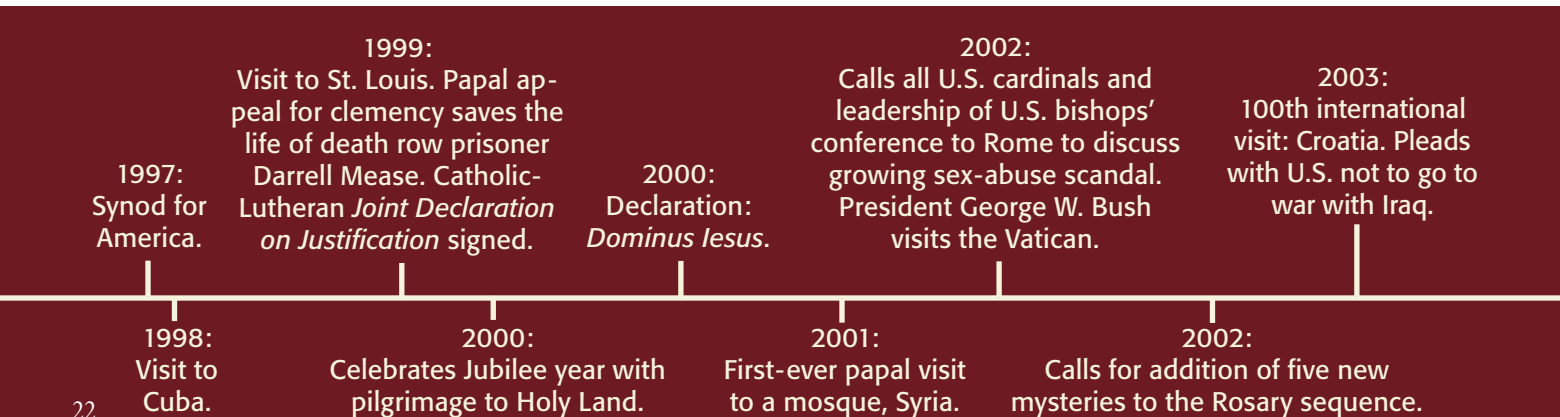 1997:
Synod for
America.
1998:
Visit to
Cuba.
1999:
Visit to St. Louis. Papal ap-
peal for clemency saves the
life of death row prisoner
Darrell Mease. Catholic-
Lutheran Joint Declaration
on Justification signed.
2000:
Celebrates Jubilee year with
pilgrimage to Holy Land.
2000:
Declaration:
Dominus Iesus.
2001:
First-ever papal visit
to a mosque, Syria.
2002:
Calls all U.S. cardinals and
leadership of U.S. bishops’
conference to Rome to discuss
growing sex-abuse scandal.
President George W. Bush
visits the Vatican.
2002:
Calls for addition of five new
mysteries to the Rosary sequence.
2003:
100th international
visit: Croatia. Pleads
with U.S. not to go to
war with Iraq.
22